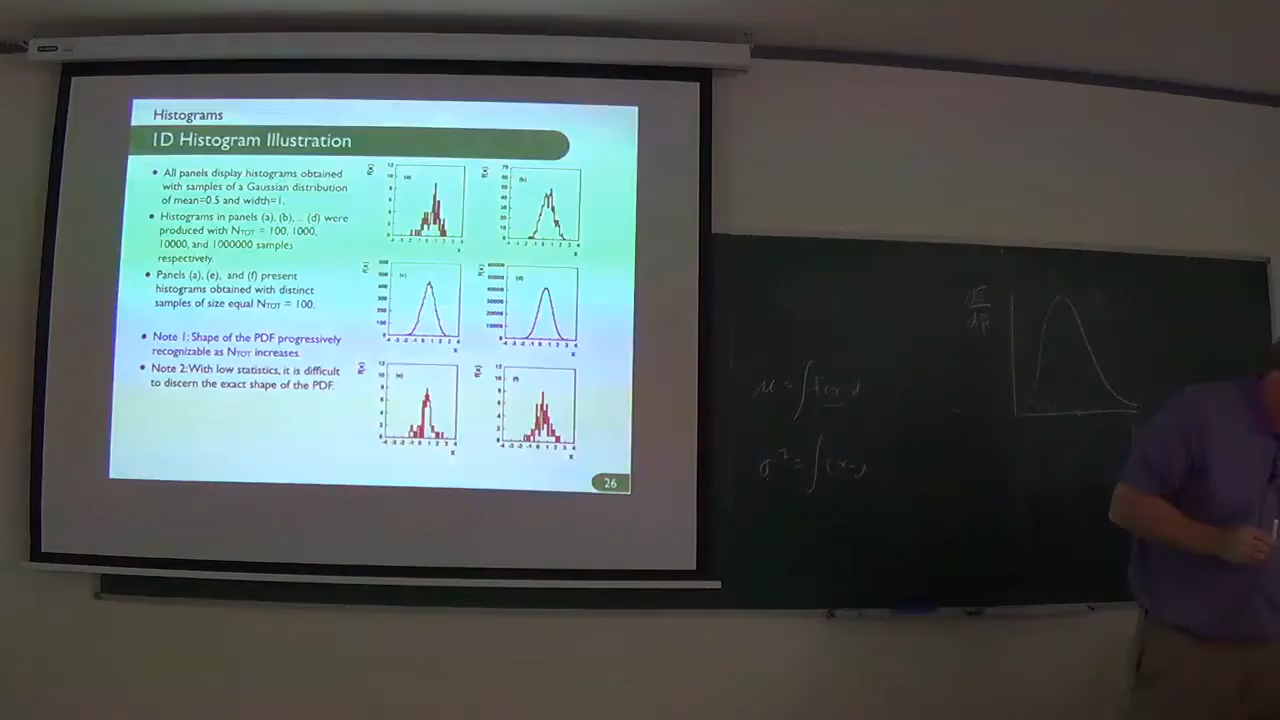 Histograms
1D Histogram Illustration
• All panels display histograms obtained
with samples of a Gaussian distribution
of mean=0.5 and width=1.
• Histograms in panels (a), (b), ... (d) were
produced with NTOT = 100, 1000,
10000, and 1000000 samples
respectively.
• Panels (a), (e), and (f) present
histograms obtained with distinct
samples of size equal NTOT = 100.
• Note 1: Shape of the PDF progressively
recognizable as NTOT increases.
• Note 2: With low statistics, it is difficult
to discern the exact shape of the PDF.
f(x)
(a)
x
f(x)
(b)
x
f(x)
(c)
x
f(x)
(d)
x
f(x)
(e)
x
f(x)
(f)
x
26
σ² = ∫(x-